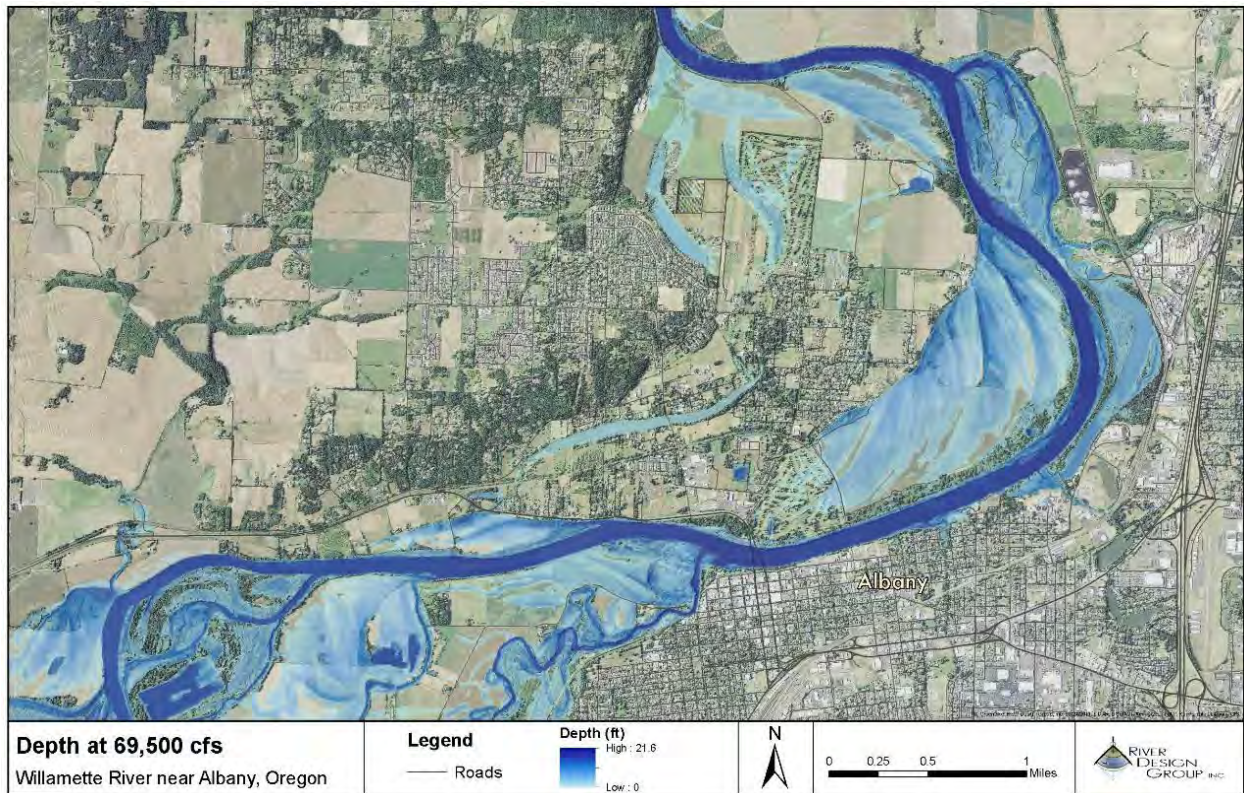 Albany
Depth at 69,500 cfs
Willamette River near Albany, Oregon
Legend
Roads
Depth (ft)
High : 21.6
Low : 0
N
0 0.25 0.5 1
Miles
RIVER
DESIGN
GROUP INC.